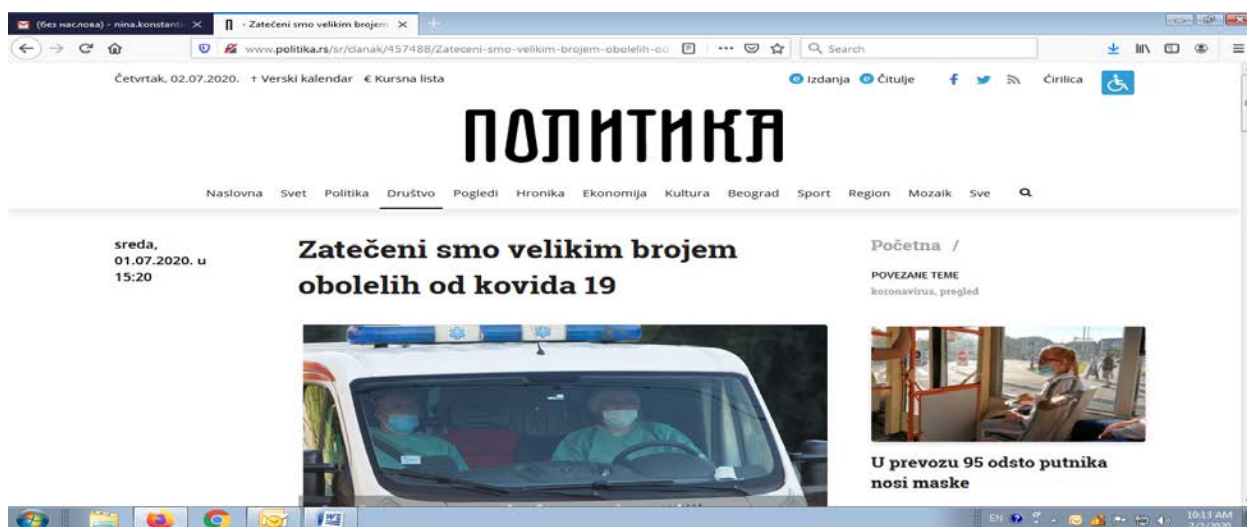 (без наслова) - nina.konstanti
- Zatečeni smo velikim brojem
www.politika.rs/sr/clanak/457488/Zateceni-smo-velikim-brojem-obolelih-od
Search
Četvrtak, 02.07.2020. † Verski kalendar € Kursna lista
Izdanja Čitulje Ćirilica
ПОЛИТИКА
Naslovna Svet Politika Društvo Pogledi Hronika Ekonomija Kultura Beograd Sport Region Mozaik Sve
sreda,
01.07.2020. u
15:20
Zatečeni smo velikim brojem
obolelih od kovida 19
Početna /
POVEZANE TEME
koronavirus, pregled
U prevozu 95 odsto putnika
nosi maske
EN
10:13 AM
7/2/2020